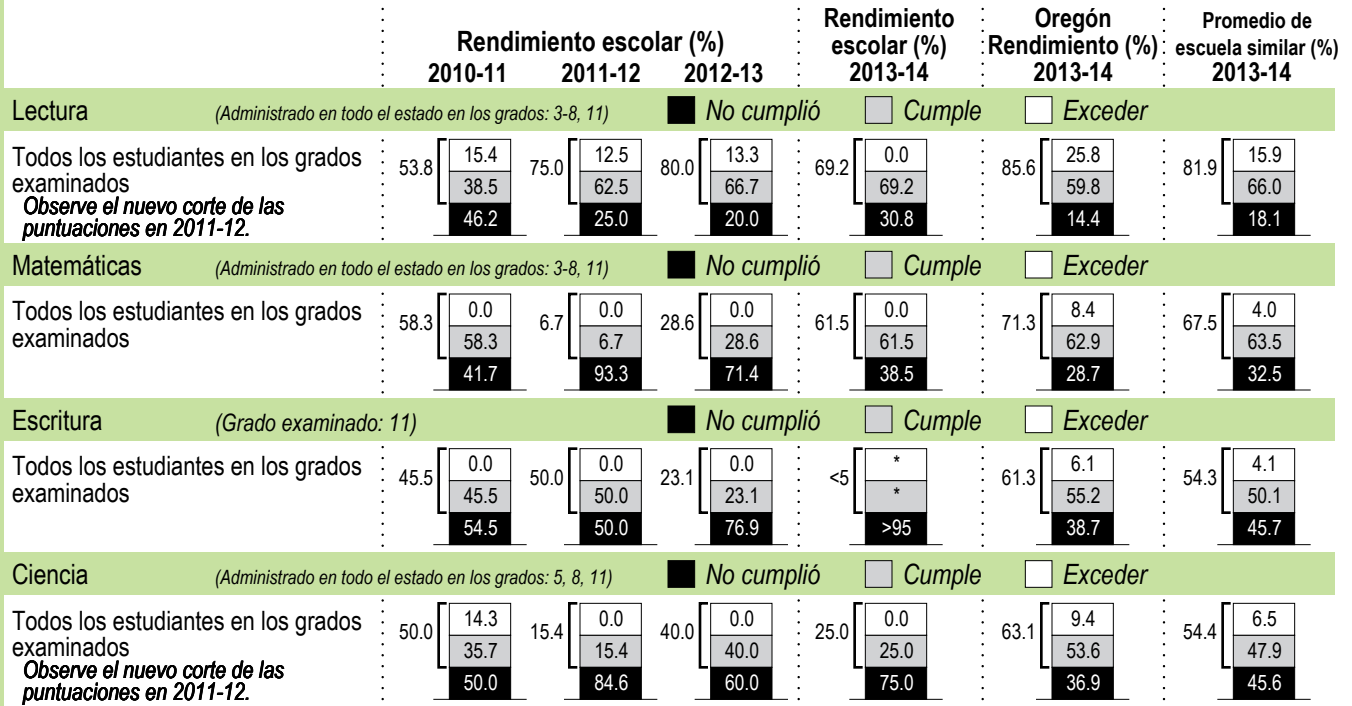 Rendimiento escolar (%)
2010-11 2011-12 2012-13
Rendimiento
escolar (%)
2013-14
Oregón
Rendimiento (%)
2013-14
Promedio de
escuela similar (%)
2013-14
Lectura (Administrado en todo el estado en los grados: 3-8, 11) No cumplió Cumple Exceder
Todos los estudiantes en los grados
examinados
Observe el nuevo corte de las
puntuaciones en 2011-12.
53.8 75.0 80.0 69.2 85.6 81.9
15.4 12.5 13.3 0.0 25.8 15.9
38.5 62.5 66.7 69.2 59.8 66.0
46.2 25.0 20.0 30.8 14.4 18.1
Matemáticas (Administrado en todo el estado en los grados: 3-8, 11) No cumplió Cumple Exceder
Todos los estudiantes en los grados
examinados
58.3 6.7 28.6 61.5 71.3 67.5
0.0 0.0 0.0 0.0 8.4 4.0
58.3 6.7 28.6 61.5 62.9 63.5
41.7 93.3 71.4 38.5 28.7 32.5
Escritura (Grado examinado: 11) No cumplió Cumple Exceder
Todos los estudiantes en los grados
examinados
45.5 50.0 23.1 <5 61.3 54.3
0.0 0.0 0.0 * 6.1 4.1
45.5 50.0 23.1 * 55.2 50.1
54.5 50.0 76.9 >95 38.7 45.7
Ciencia (Administrado en todo el estado en los grados: 5, 8, 11) No cumplió Cumple Exceder
Todos los estudiantes en los grados
examinados
Observe el nuevo corte de las
puntuaciones en 2011-12.
50.0 15.4 40.0 25.0 63.1 54.4
14.3 0.0 0.0 0.0 9.4 6.5
35.7 15.4 40.0 25.0 53.6 47.9
50.0 84.6 60.0 75.0 36.9 45.6